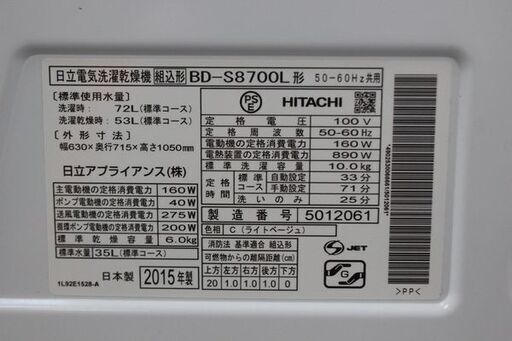 日立電気洗濯乾燥機 組込形 BD-S8700L形 50-60Hz共用
[標準使用水量]
洗濯時: 72L(標準コース)
洗濯乾燥時: 53L(標準コース)
[外形寸法]
幅630×奥行715×高さ1050mm
日立アプライアンス(株)
主電動機の定格消費電力 160W
ポンプ電動機の定格消費電力 40W
送風電動機の定格消費電力 275W
循環ポンプ電動機の定格消費電力 200W
標準乾燥容量 6.0kg
標準水量 35L(標準コース)
日本製 2015年製
1L92E1528-A
PSE
HITACHI
定格電圧 100V
定格周波数 50-60Hz
電動機の定格消費電力 160W
電熱装置の定格消費電力 890W
標準洗濯容量 10.0kg
定格時間 標準コース 自動設定 33分
手動設定 71分
洗いのみ 25分
製造番号 5012061
色相 C(ライトベージュ)
消防法 基準適合 組込形
可燃物からの離隔距離(cm)
上方 左方 右方 前方 後方 下方
20 1.0 1.0 0 1.0 0
S JET
G
>PP<